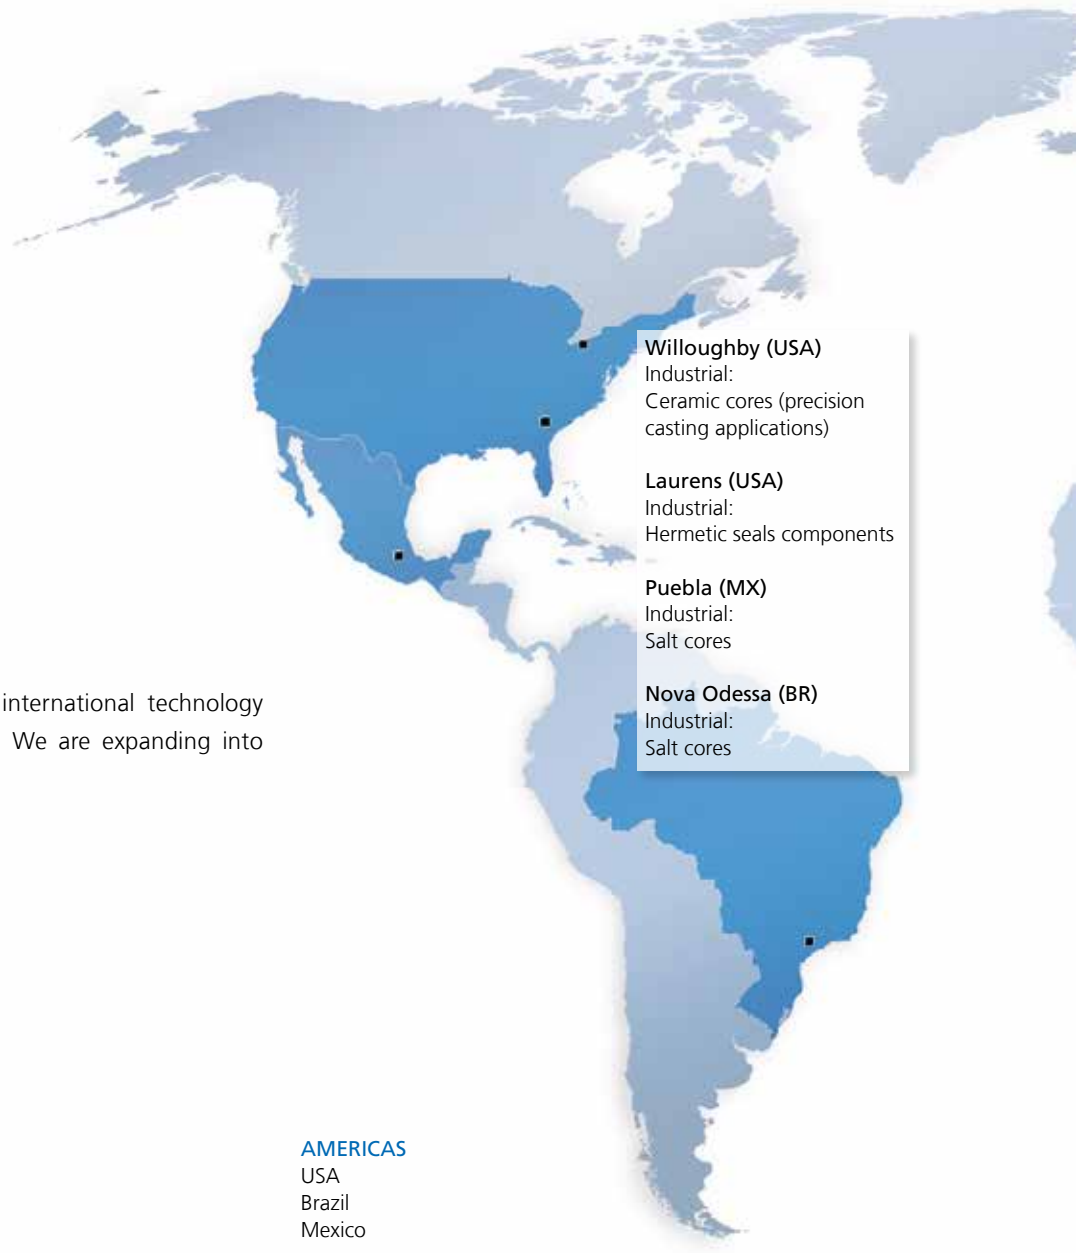 Willoughby (USA)
Industrial:
Ceramic cores (precision
casting applications)
Laurens (USA)
Industrial:
Hermetic seals components
Puebla (MX)
Industrial:
Salt cores
Nova Odessa (BR)
Industrial:
Salt cores
international technology
We are expanding into
AMERICAS
USA
Brazil
Mexico